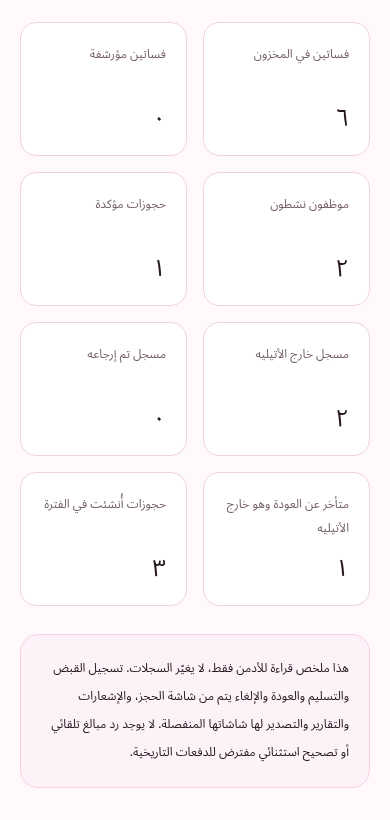 فساتين في المخزون
٦
فساتين مؤرشفة
٠
موظفون نشطون
٢
حجوزات مؤكدة
١
مسجل خارج الأتيليه
٢
مسجل تم إرجاعه
٠
متأخر عن العودة وهو خارج
الأتيليه
١
حجوزات أُنشئت في الفترة
٣
هذا ملخص قراءة للأدمن فقط، لا يغيّر السجلات. تسجيل القبض
والتسليم والعودة والإلغاء يتم من شاشة الحجز، والإشعارات
والتقارير والتصدير لها شاشاتها المنفصلة. لا يوجد رد مبالغ تلقائي
أو تصحيح استثنائي مفترض للدفعات التاريخية.